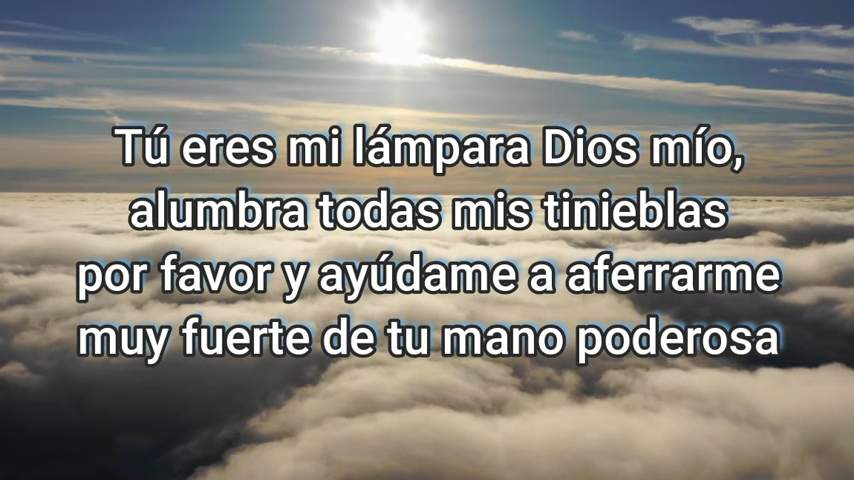 Tú eres mi lámpara Dios mío,
alumbra todas mis tinieblas
por favor y ayúdame a aferrarme
muy fuerte de tu mano poderosa